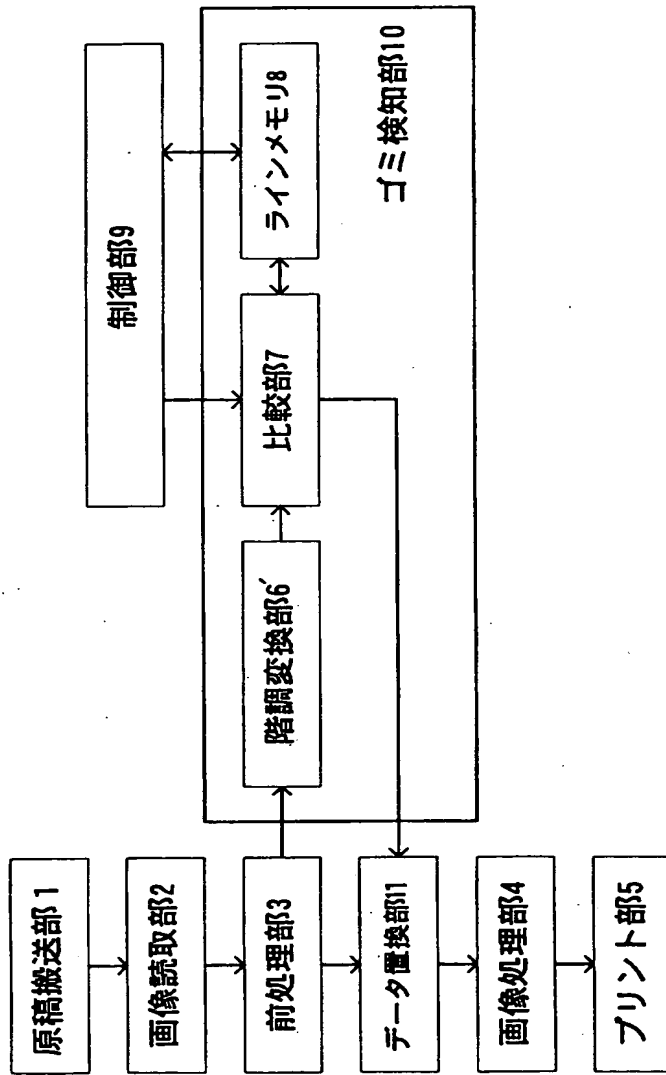 原稿搬送部1
画像読取部2
前処理部3
データ置換部11
画像処理部4
プリント部5
階調変換部6´
比較部7
ラインメモリ8
制御部9
ゴミ検知部10